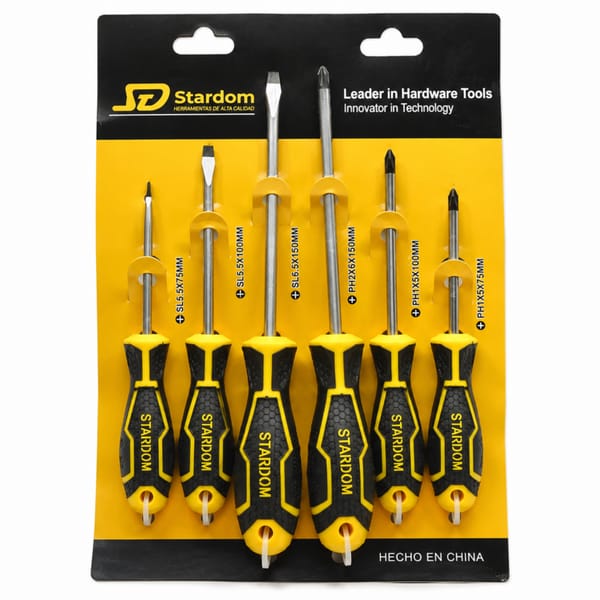 SD Stardom
HERRAMIENTAS DE ALTA CALIDAD
Leader in Hardware Tools
Innovator in Technology
SL5.5X75MM
SL5.5X100MM
SL6.5X150MM
PH2X6X150MM
PH1X5X100MM
PH1X5X75MM
STARDOM
STARDOM
STARDOM
STARDOM
STARDOM
STARDOM
HECHO EN CHINA